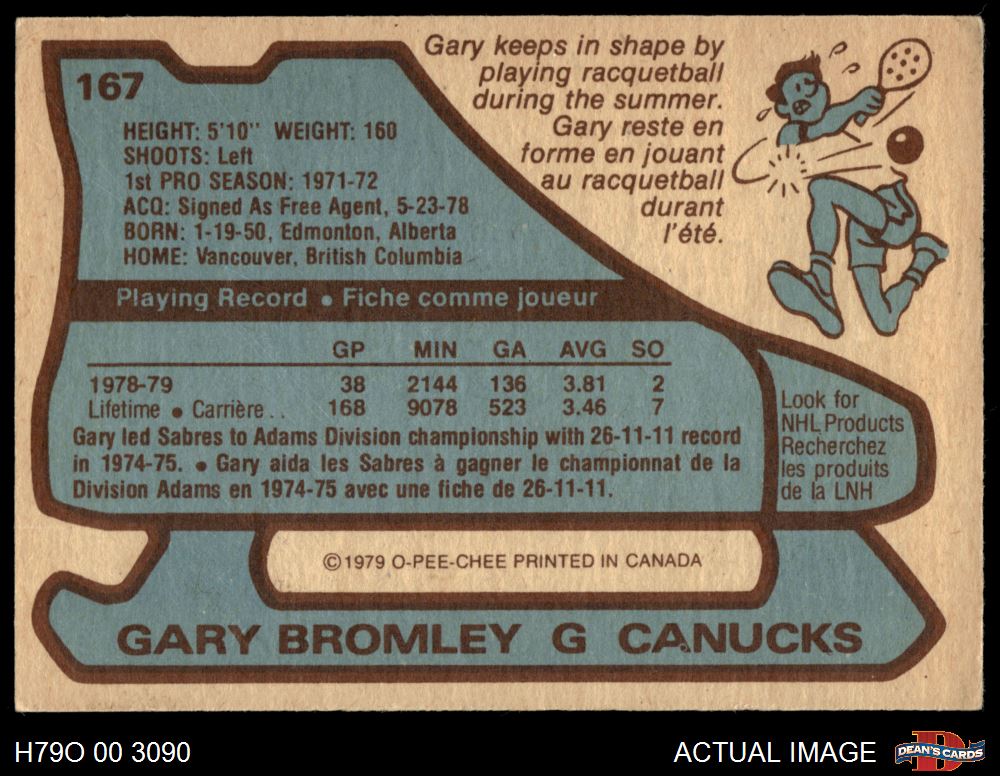 167
Gary keeps in shape by
playing racquetball
during the summer.
Gary reste en
forme en jouant
au racquetball
durant
l'été.
HEIGHT: 5'10" WEIGHT: 160
SHOOTS: Left
1st PRO SEASON: 1971-72
ACQ: Signed As Free Agent, 5-23-78
BORN: 1-19-50, Edmonton, Alberta
HOME: Vancouver, British Columbia
Playing Record • Fiche comme joueur
GP MIN GA AVG SO
1978-79 38 2144 136 3.81 2
Lifetime • Carrière.. 168 9078 523 3.46 7
Gary led Sabres to Adams Division championship with 26-11-11 record
in 1974-75. • Gary aida les Sabres à gagner le championnat de la
Division Adams en 1974-75 avec une fiche de 26-11-11.
Look for
NHL Products
Recherchez
les produits
de la LNH
©1979 O-PEE-CHEE PRINTED IN CANADA
GARY BROMLEY G CANUCKS
H79O 00 3090
ACTUAL IMAGE
D
DEAN'S CARDS